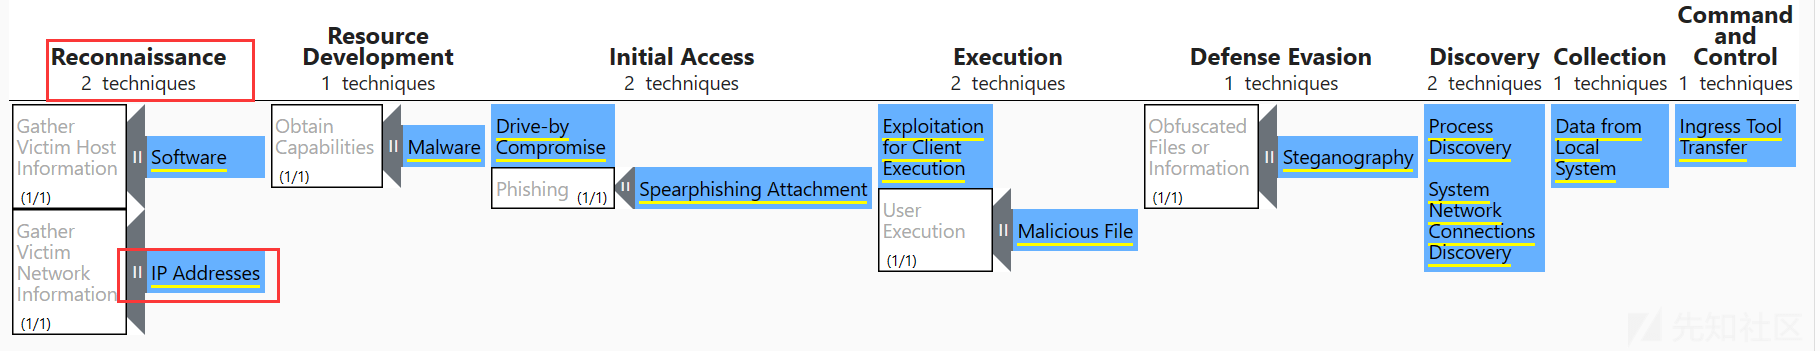 Reconnaissance
2 techniques
Resource
Development
1 techniques
Initial Access
2 techniques
Execution
2 techniques
Defense Evasion
1 techniques
Discovery
2 techniques
Collection
1 techniques
Command
and
Control
1 techniques
Gather
Victim Host
Information
(1/1)
Software
Gather
Victim
Network
Information
(1/1)
IP Addresses
Obtain
Capabilities
(1/1)
Malware
Drive-by
Compromise
Phishing (1/1)
Spearphishing Attachment
Exploitation
for Client
Execution
User
Execution
(1/1)
Malicious File
Obfuscated
Files or
Information
(1/1)
Steganography
Process
Discovery
System
Network
Connections
Discovery
Data from
Local
System
Ingress Tool
Transfer
先知社区